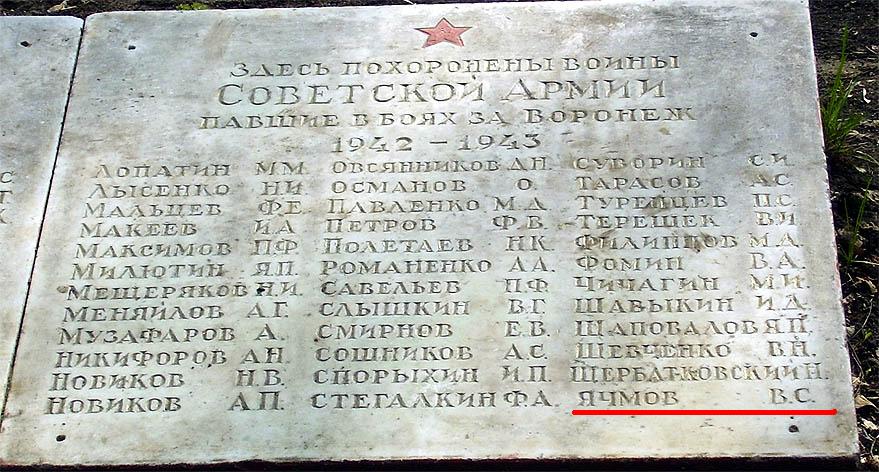 ЗДЕСЬ ПОХОРОНЕНЫ ВОИНЫ
СОВЕТСКОЙ АРМИИ
ПАВШИЕ В БОЯХ ЗА ВОРОНЕЖ
1942 – 1943
ЛОПАТИН М.М. ОВСЯННИКОВ Д.Н. СУВОРИН С.И.
ЛЫСЕНКО Н.И. ОСМАНОВ О. ТАРАСОВ А.С.
МАЛЬЦЕВ Ф.Е. ПАВЛЕНКО М.Д. ТУРЕЙЦЕВ П.С.
МАКЕЕВ И.А. ПЕТРОВ Ф.В. ТЕРЕЩЕК В.И.
МАКСИМОВ П.Ф. ПОЛЕТАЕВ Н.К. ФИЛИППОВ М.Д.
МИЛЮТИН Я.П. РОМАНЕНКО А.А. ФОМИН В.А.
МЕЩЕРЯКОВ Н.И. САВЕЛЬЕВ П.Ф. ЧИЧАГИН М.И.
МЕНЯЙЛОВ А.Г. СЛЫШКИН В.Г. ШАВЫКИН И.Д.
МУЗАФАРОВ А. СМИРНОВ Е.В. ШАПОВАЛОВ Я.П.
НИКИФОРОВ А.Н. СОШНИКОВ А.С. ШЕВЧЕНКО В.Н.
НОВИКОВ Н.В. СПОРЫХИН И.П. ЩЕРБАТКОВСКИЙ Н.
НОВИКОВ А.П. СТЕГАЛКИН Ф.А. ЯЧМОВ В.С.